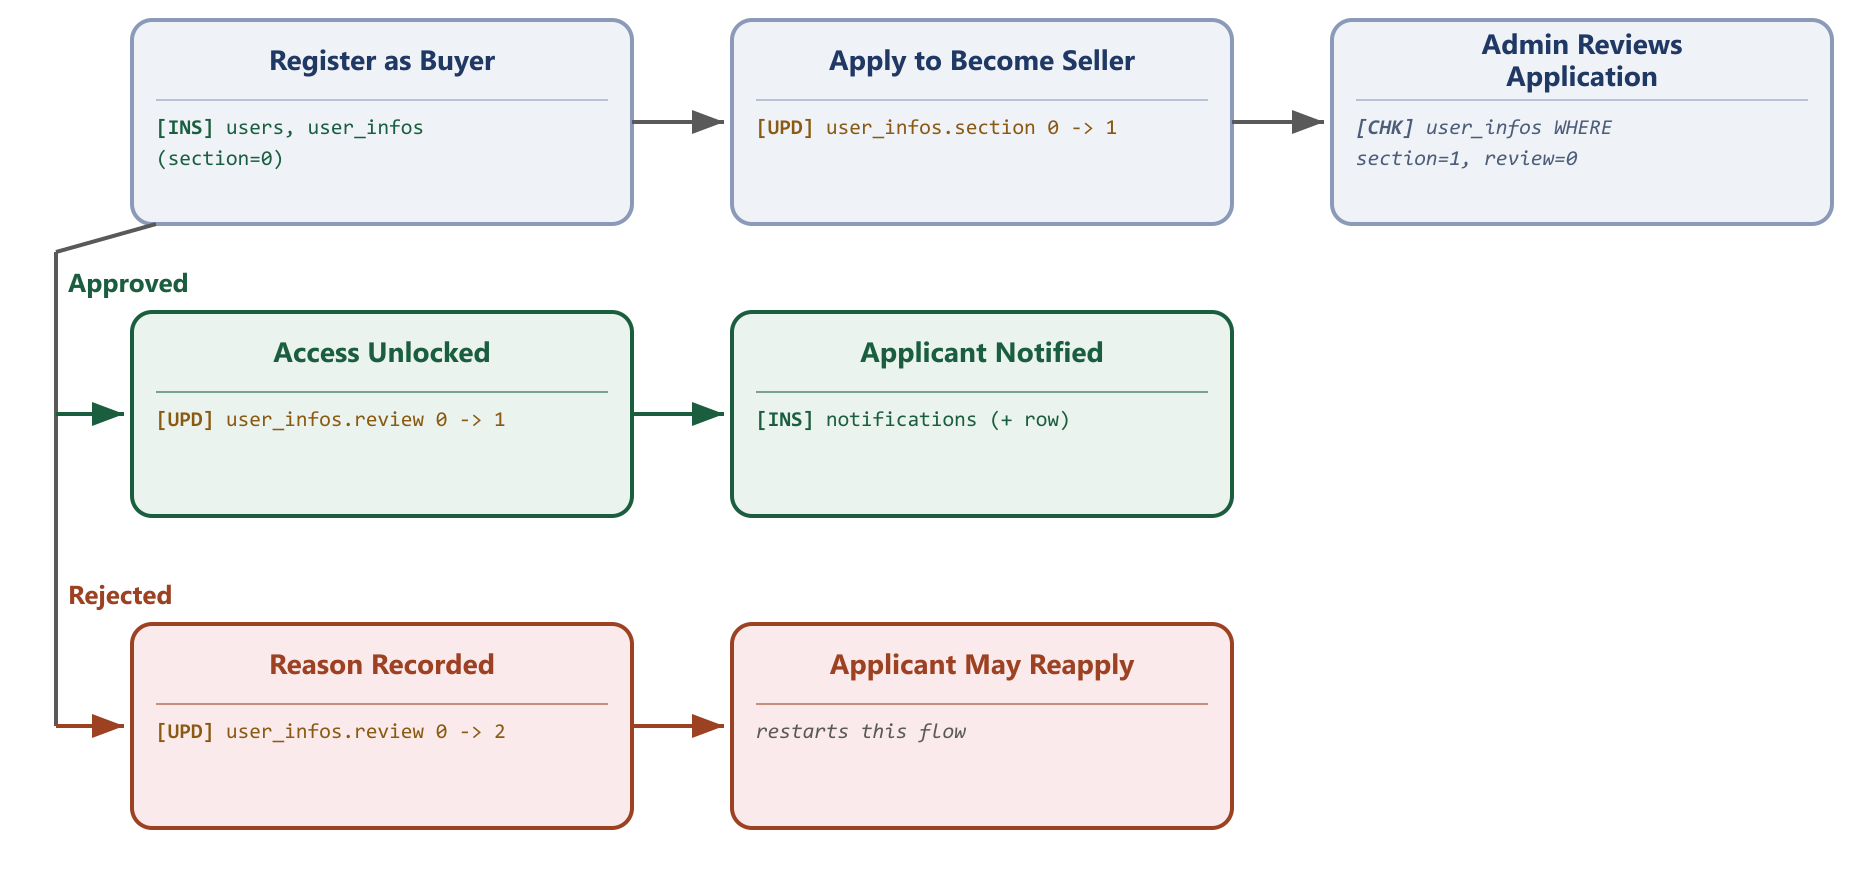 Register as Buyer
[INS] users, user_infos
(section=0)
Apply to Become Seller
[UPD] user_infos.section 0 -> 1
Admin Reviews
Application
[CHK] user_infos WHERE
section=1, review=0
Approved
Access Unlocked
[UPD] user_infos.review 0 -> 1
Applicant Notified
[INS] notifications (+ row)
Rejected
Reason Recorded
[UPD] user_infos.review 0 -> 2
Applicant May Reapply
restarts this flow